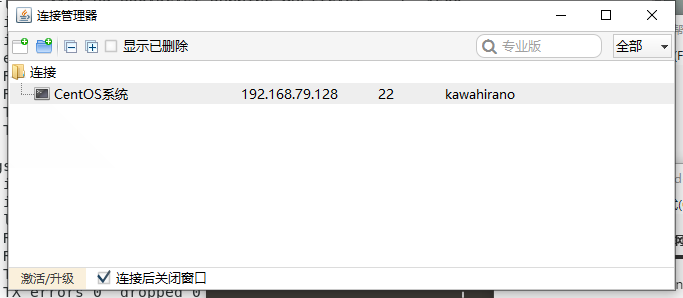 连接管理器
显示已删除
专业版
全部
连接
CentOS系统 192.168.79.128 22 kawahirano
激活/升级
连接后关闭窗口
TX errors 0 dropped 0